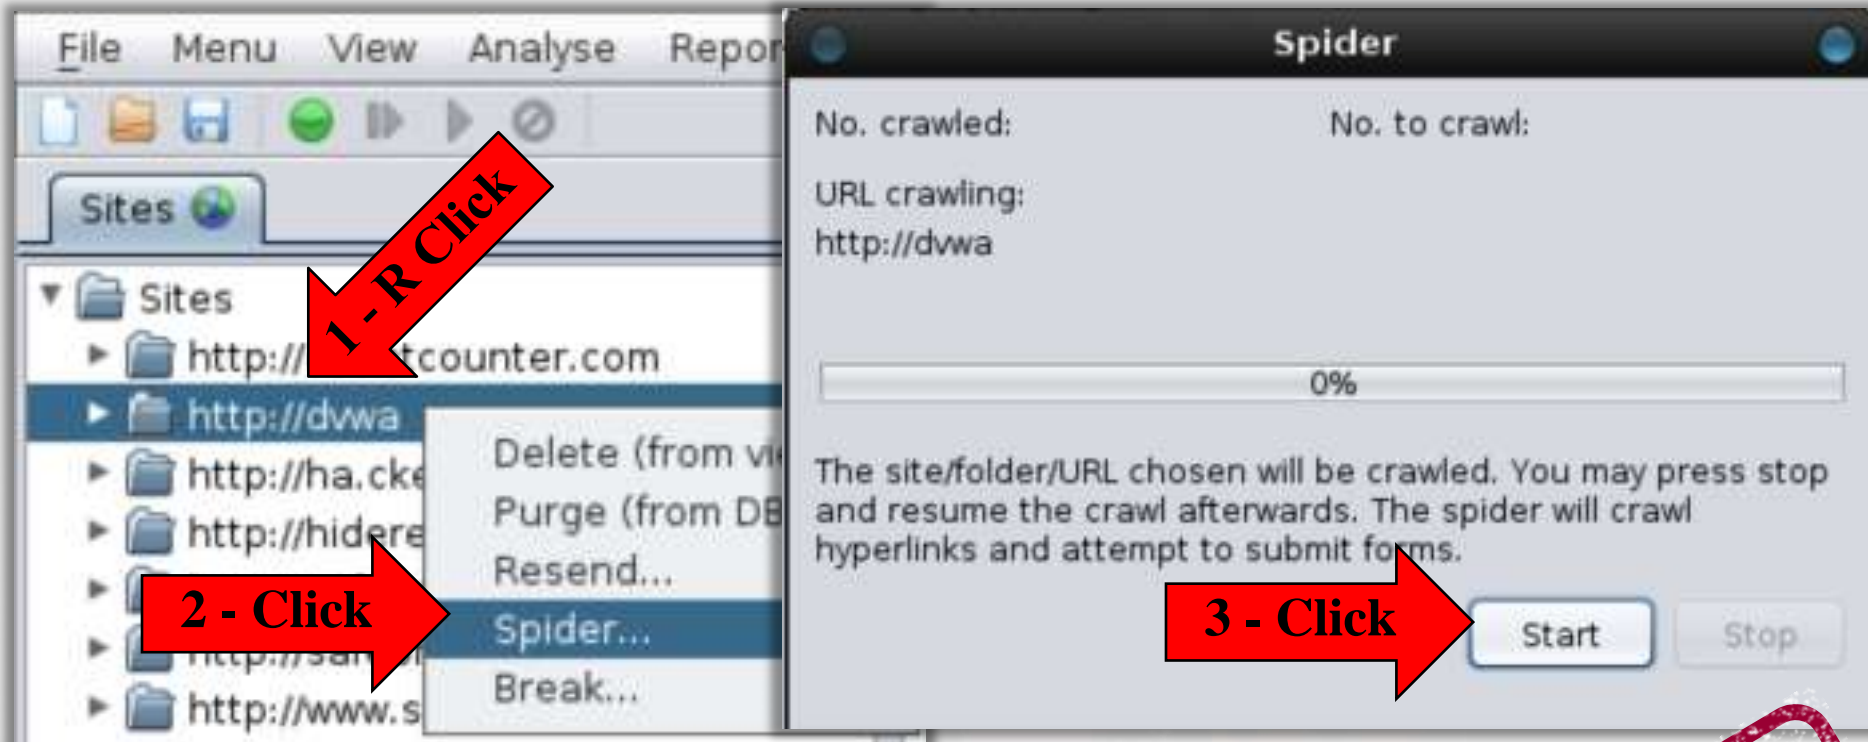 File Menu View Analyse Repor
Sites
Sites
http:// tcounter.com
http://dvwa
http://ha.cke
http://hidere
http://www.s
1 - R Click
Delete (from vie
Purge (from DB
Resend...
Spider...
Break...
2 - Click
Spider
No. crawled: No. to crawl:
URL crawling:
http://dvwa
0%
The site/folder/URL chosen will be crawled. You may press stop
and resume the crawl afterwards. The spider will crawl
hyperlinks and attempt to submit forms.
3 - Click
Start Stop